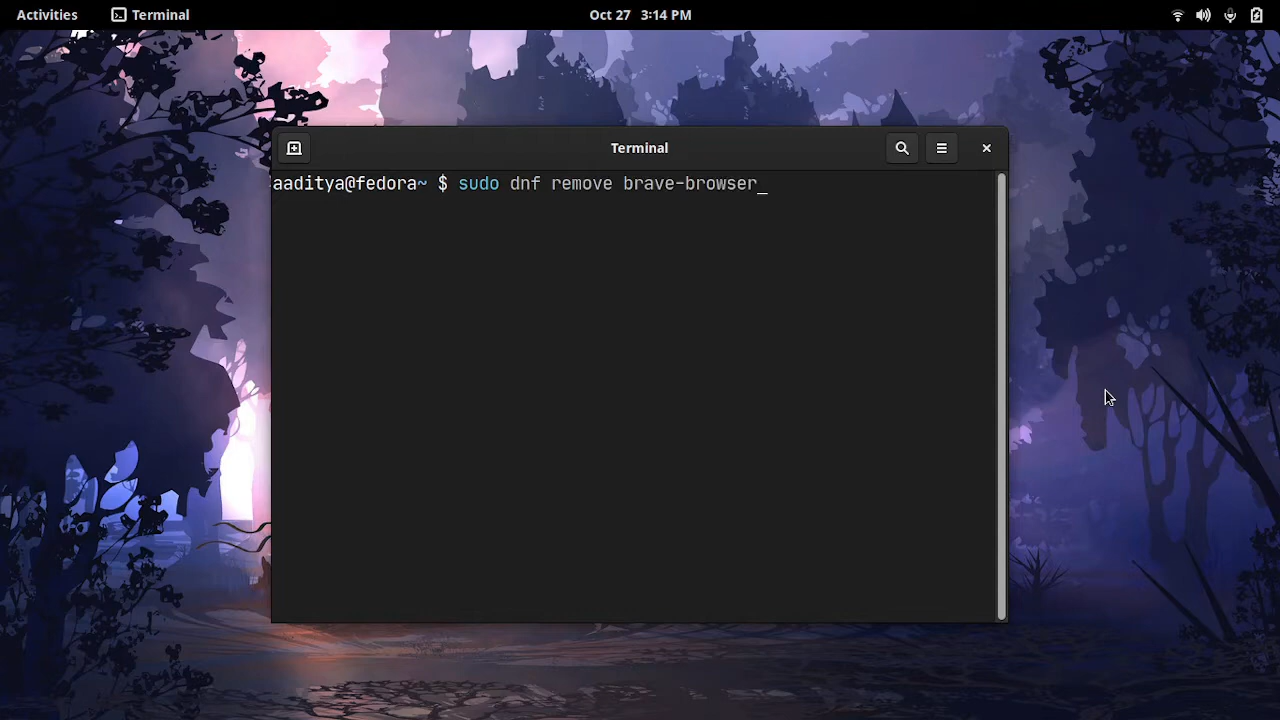 Activities Terminal Oct 27 3:14 PM
Terminal
aaditya@fedora~ $ sudo dnf remove brave-browser_